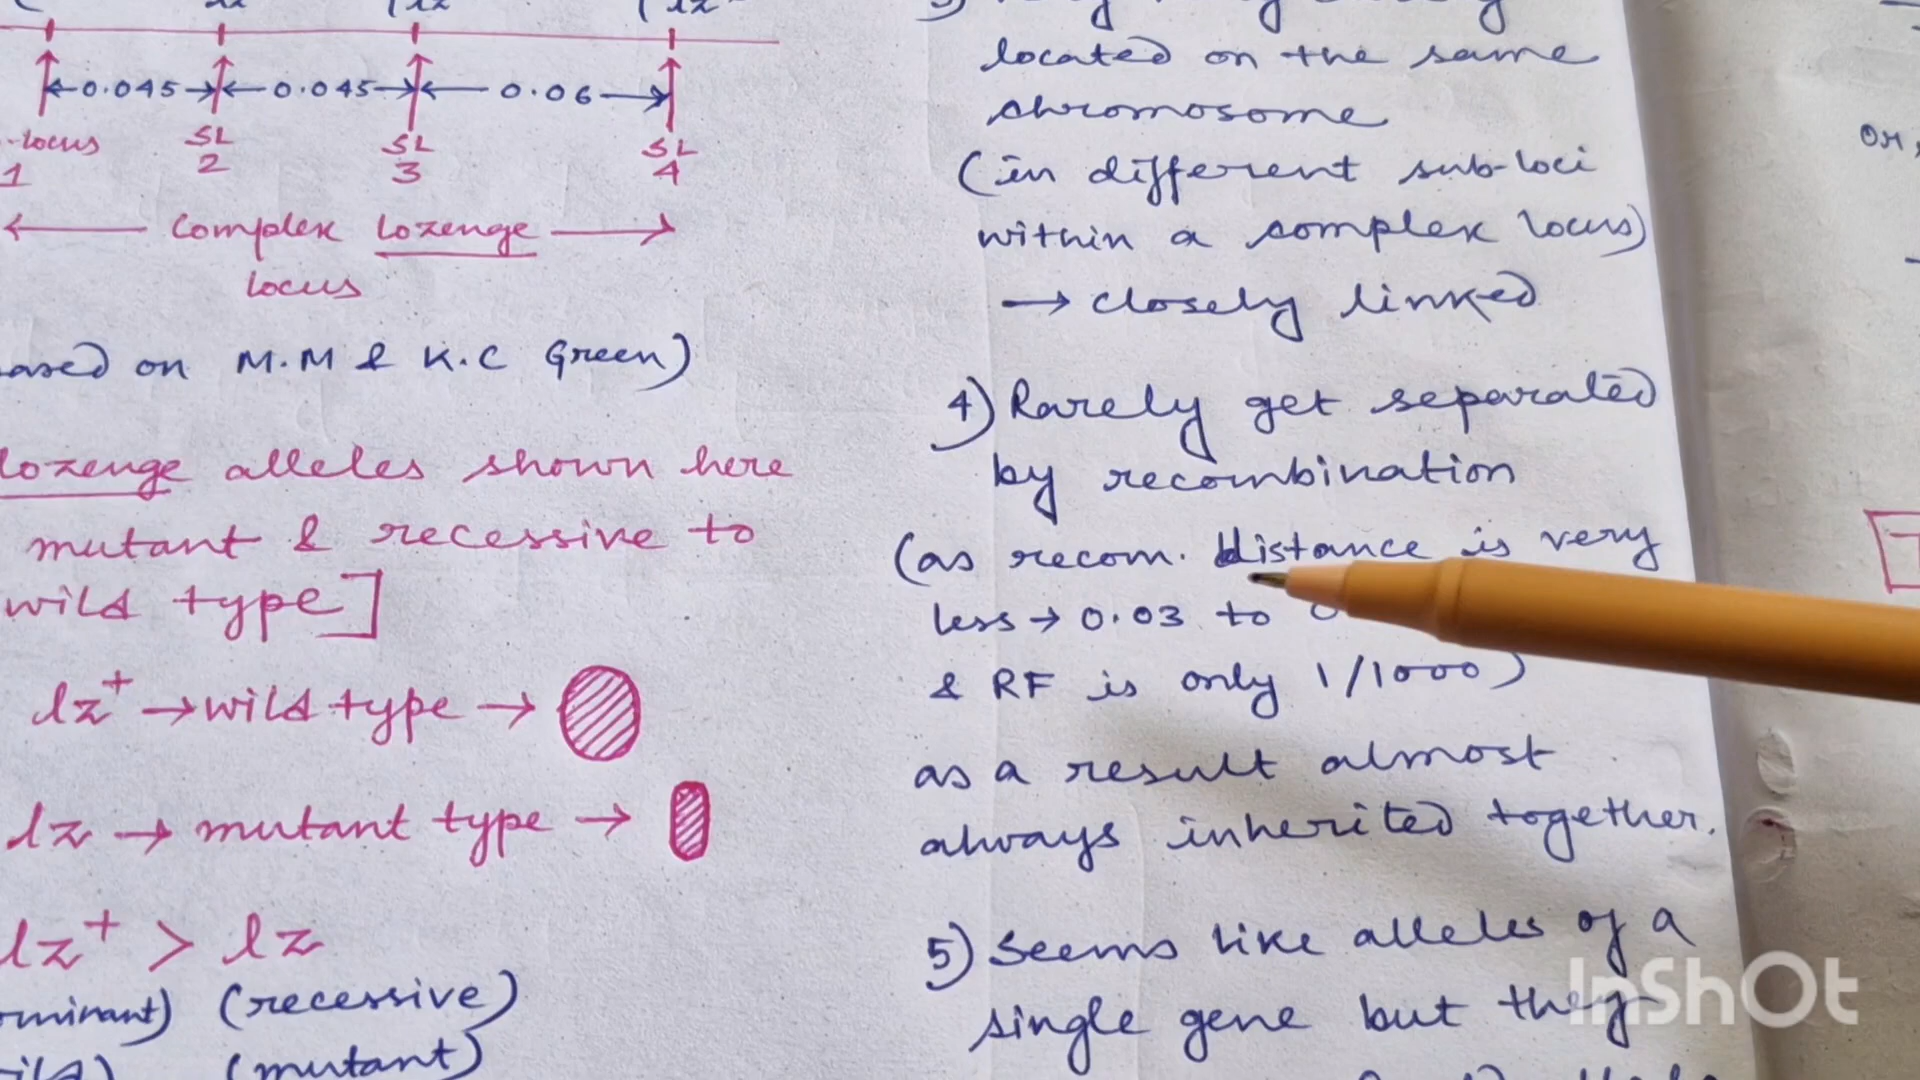 0.045 0.045 0.06
-locus SL SL SL
1 2 3 4
Complex lozenge
locus
on M.M & K.C Green)
lozenge alleles shown here
mutant & recessive to
wild type]
lz+ → wild type →
lz → mutant type →
lz+ > lz
(recessive)
(mutant)
located on the same
chromosome
(in different sub-loci
within a complex locus)
→ closely linked
4) Rarely get separated
by recombination
(as recom. distance is very
less → 0.03 to
& RF is only 1/1000)
as a result almost
always inherited together.
5) Seems like alleles of a
single gene but they
or,
InShOt